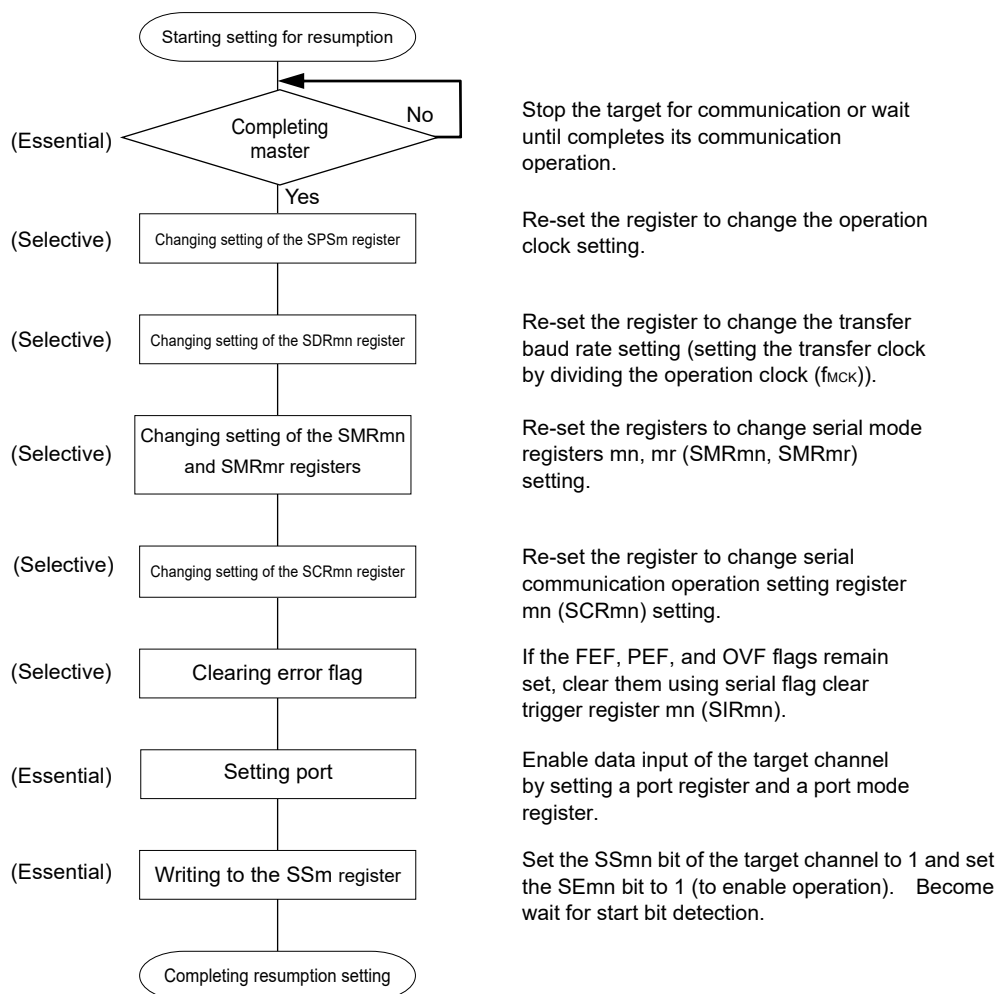 Starting setting for resumption
(Essential)
Completing
master
No
Stop the target for communication or wait
until completes its communication
operation.
Yes
(Selective)
Changing setting of the SPSm register
Re-set the register to change the operation
clock setting.
(Selective)
Changing setting of the SDRmn register
Re-set the register to change the transfer
baud rate setting (setting the transfer clock
by dividing the operation clock (fMCK)).
(Selective)
Changing setting of the SMRmn
and SMRmr registers
Re-set the registers to change serial mode
registers mn, mr (SMRmn, SMRmr)
setting.
(Selective)
Changing setting of the SCRmn register
Re-set the register to change serial
communication operation setting register
mn (SCRmn) setting.
(Selective)
Clearing error flag
If the FEF, PEF, and OVF flags remain
set, clear them using serial flag clear
trigger register mn (SIRmn).
(Essential)
Setting port
Enable data input of the target channel
by setting a port register and a port mode
register.
(Essential)
Writing to the SSm register
Set the SSmn bit of the target channel to 1 and set
the SEmn bit to 1 (to enable operation). Become
wait for start bit detection.
Completing resumption setting